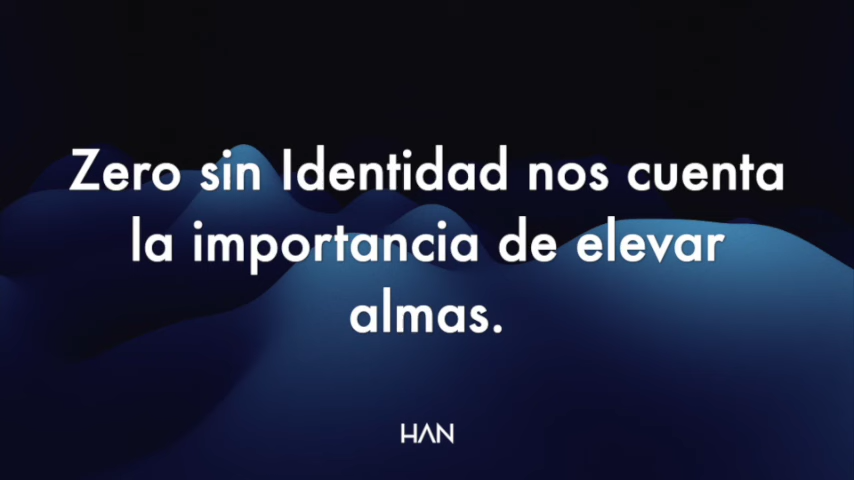 Zero sin Identidad nos cuenta
la importancia de elevar
almas.
HAN